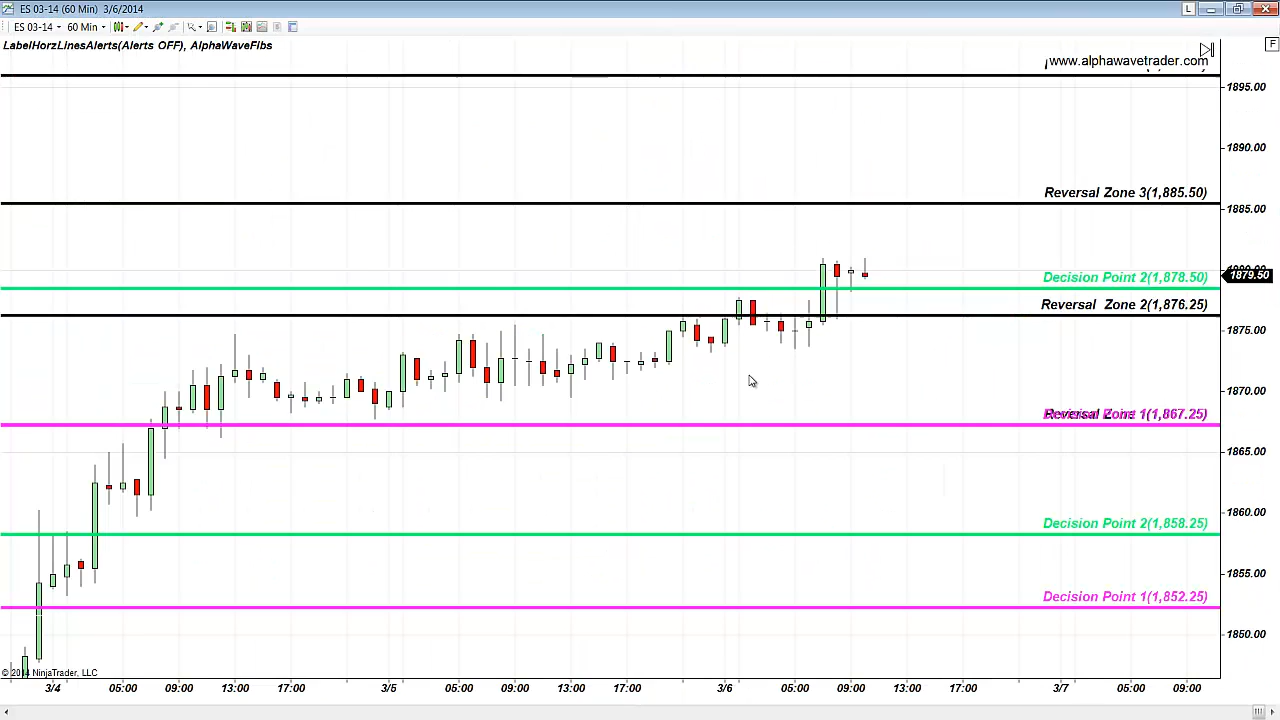 ES 03-14 (60 Min) 3/6/2014
L
ES 03-14 60 Min
LabelHorzLinesAlerts(Alerts OFF), AlphaWaveFIbs
F
www.alphawavetrader.com
1895.00
1890.00
Reversal Zone 3(1,885.50)
1885.00
Decision Point 2(1,878.50)
1879.50
Reversal Zone 2(1,876.25)
1875.00
1870.00
1(1,867.25)
1865.00
Decision Point 2(1,858.25)
1860.00
1855.00
Decision Point 1(1,852.25)
1850.00
© 2014 NinjaTrader, LLC
3/4 05:00 09:00 13:00 17:00 3/5 05:00 09:00 13:00 17:00 3/6 05:00 09:00 13:00 17:00 3/7 05:00 09:00